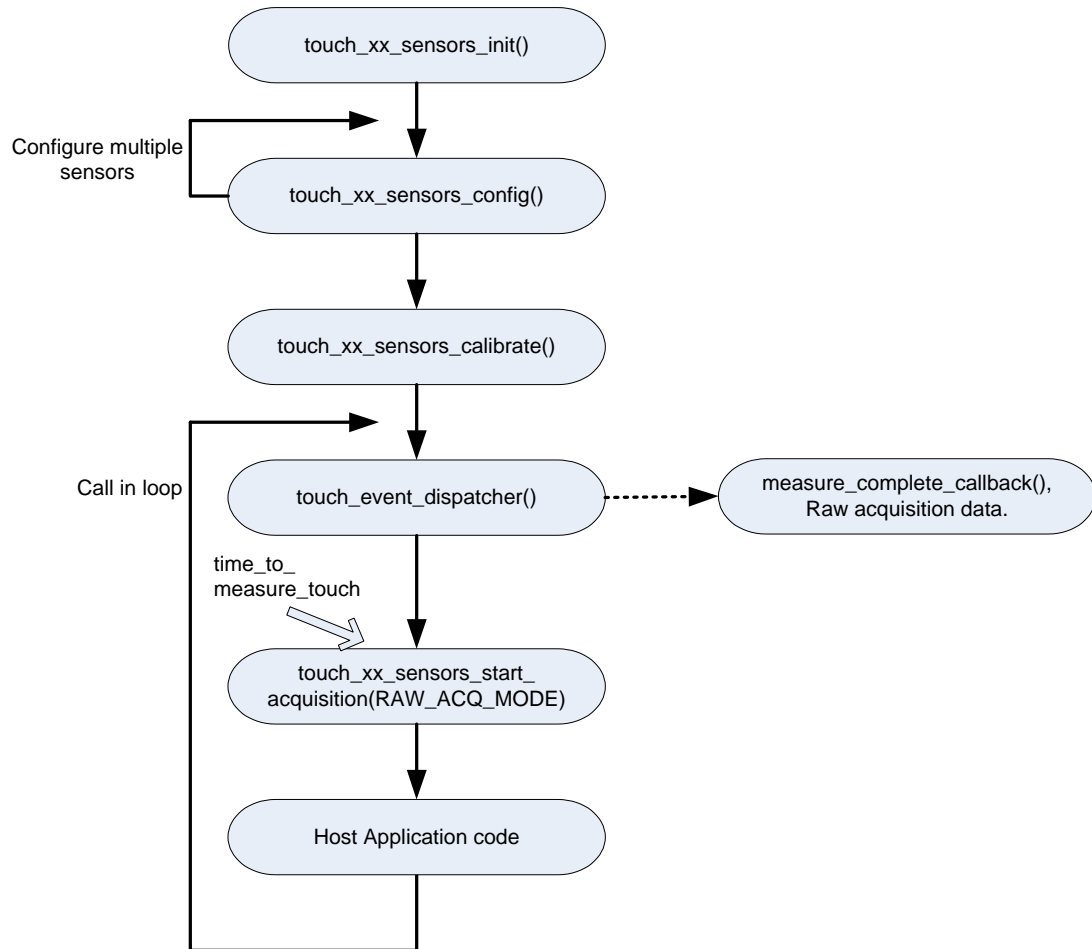 touch_xx_sensors_init()
Configure multiple
sensors
touch_xx_sensors_config()
touch_xx_sensors_calibrate()
Call in loop
touch_event_dispatcher()
measure_complete_callback(),
Raw acquisition data.
time_to_
measure_touch
touch_xx_sensors_start_
acquisition(RAW_ACQ_MODE)
Host Application code